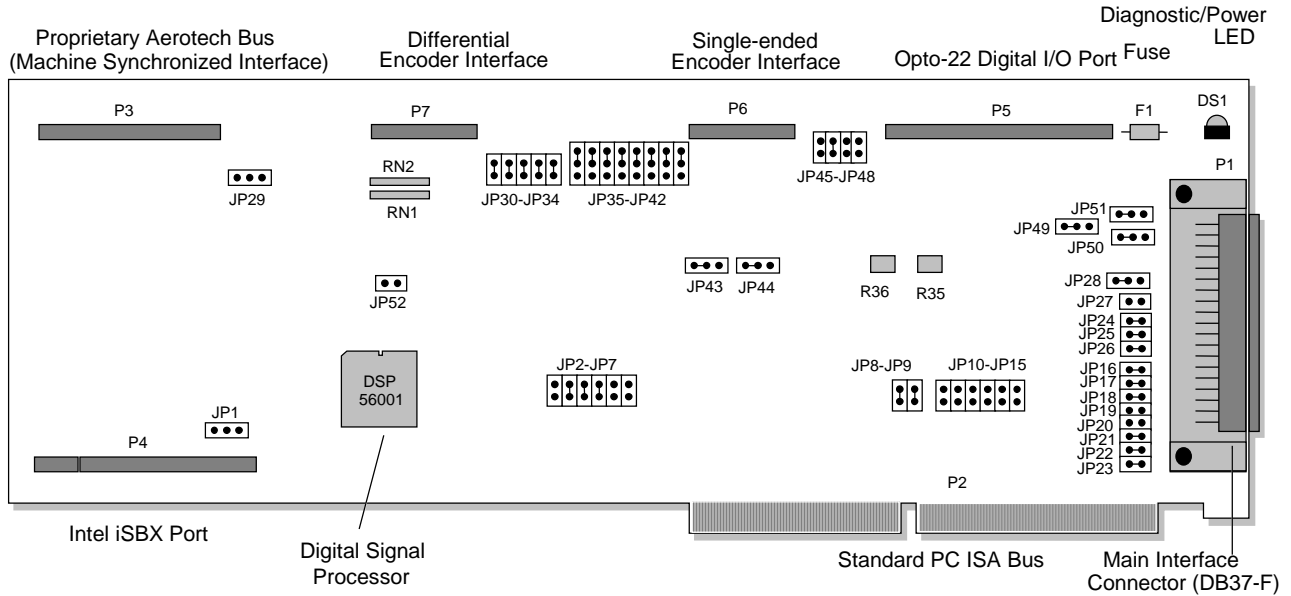 Diagnostic/Power
LED
Proprietary Aerotech Bus
(Machine Synchronized Interface)
Differential
Encoder Interface
Single-ended
Encoder Interface
Opto-22 Digital I/O Port
Fuse
P3
P7
P6
P5
F1
DS1
P1
JP29
RN2
RN1
JP30-JP34
JP35-JP42
JP45-JP48
JP51
JP49
JP50
JP52
JP43
JP44
R36
R35
JP28
JP27
JP24
JP25
JP26
DSP
56001
JP2-JP7
JP8-JP9
JP10-JP15
JP16
JP17
JP18
JP19
JP20
JP21
JP22
JP23
JP1
P4
P2
Intel iSBX Port
Digital Signal
Processor
Standard PC ISA Bus
Main Interface
Connector (DB37-F)